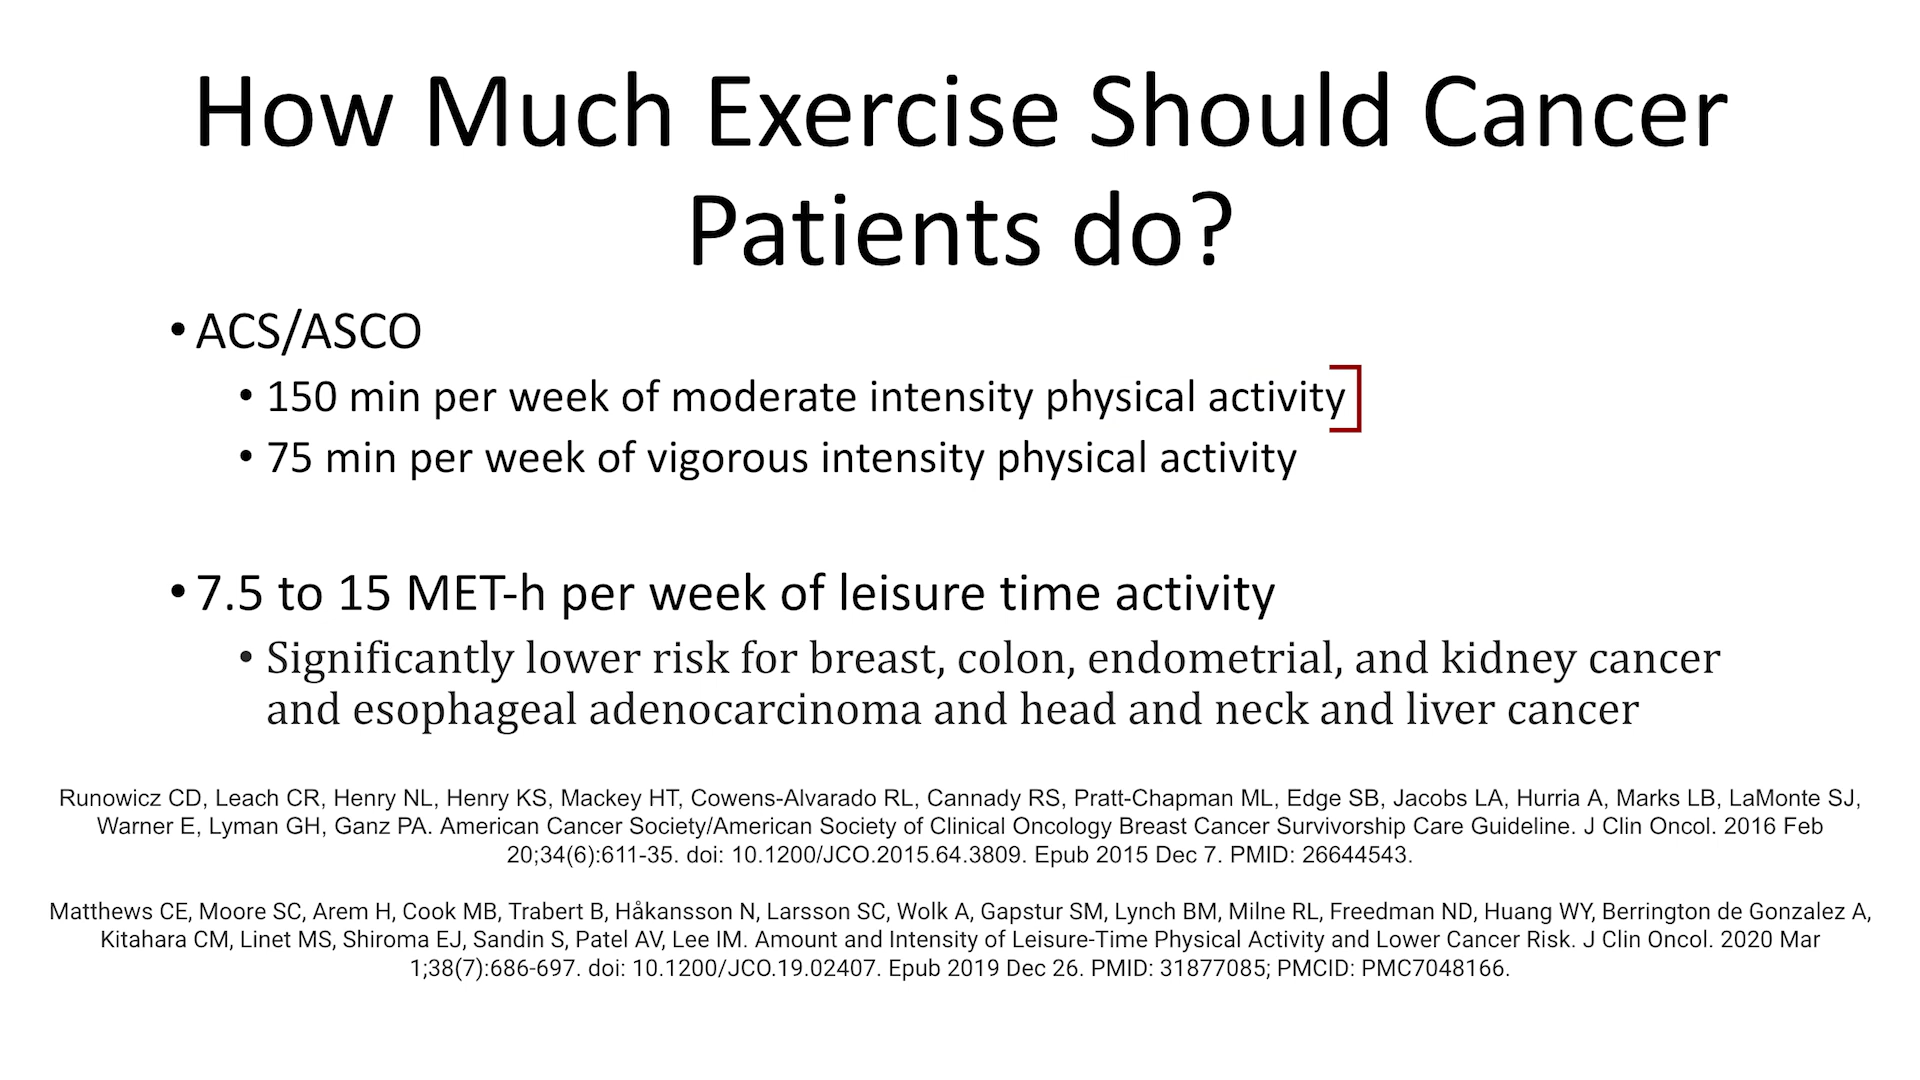 How Much Exercise Should Cancer
Patients do?
• ACS/ASCO
• 150 min per week of moderate intensity physical activity
• 75 min per week of vigorous intensity physical activity
• 7.5 to 15 MET-h per week of leisure time activity
• Significantly lower risk for breast, colon, endometrial, and kidney cancer
and esophageal adenocarcinoma and head and neck and liver cancer
Runowicz CD, Leach CR, Henry NL, Henry KS, Mackey HT, Cowens-Alvarado RL, Cannady RS, Pratt-Chapman ML, Edge SB, Jacobs LA, Hurria A, Marks LB, LaMonte SJ,
Warner E, Lyman GH, Ganz PA. American Cancer Society/American Society of Clinical Oncology Breast Cancer Survivorship Care Guideline. J Clin Oncol. 2016 Feb
20;34(6):611-35. doi: 10.1200/JCO.2015.64.3809. Epub 2015 Dec 7. PMID: 26644543.
Matthews CE, Moore SC, Arem H, Cook MB, Trabert B, Håkansson N, Larsson SC, Wolk A, Gapstur SM, Lynch BM, Milne RL, Freedman ND, Huang WY, Berrington de Gonzalez A,
Kitahara CM, Linet MS, Shiroma EJ, Sandin S, Patel AV, Lee IM. Amount and Intensity of Leisure-Time Physical Activity and Lower Cancer Risk. J Clin Oncol. 2020 Mar
1;38(7):686-697. doi: 10.1200/JCO.19.02407. Epub 2019 Dec 26. PMID: 31877085; PMCID: PMC7048166.